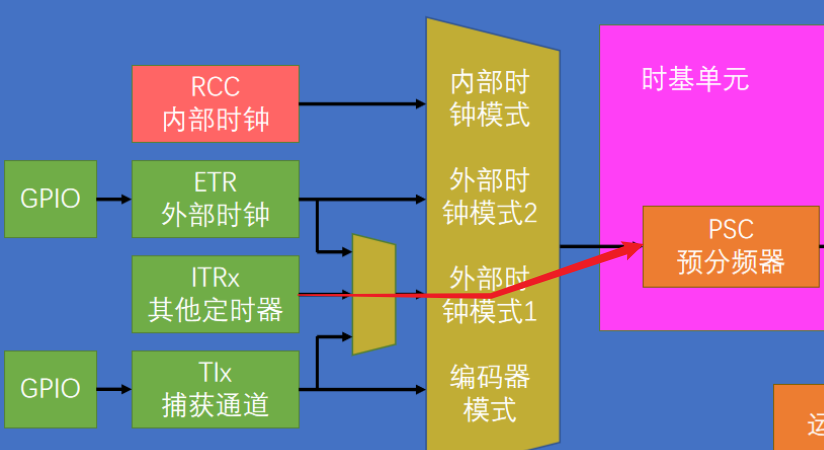 RCC
内部时钟
内部时
钟模式
时基单元
GPIO
ETR
外部时钟
外部时
钟模式2
PSC
预分频器
ITRx
其他定时器
外部时
钟模式1
GPIO
TIx
捕获通道
编码器
模式
运